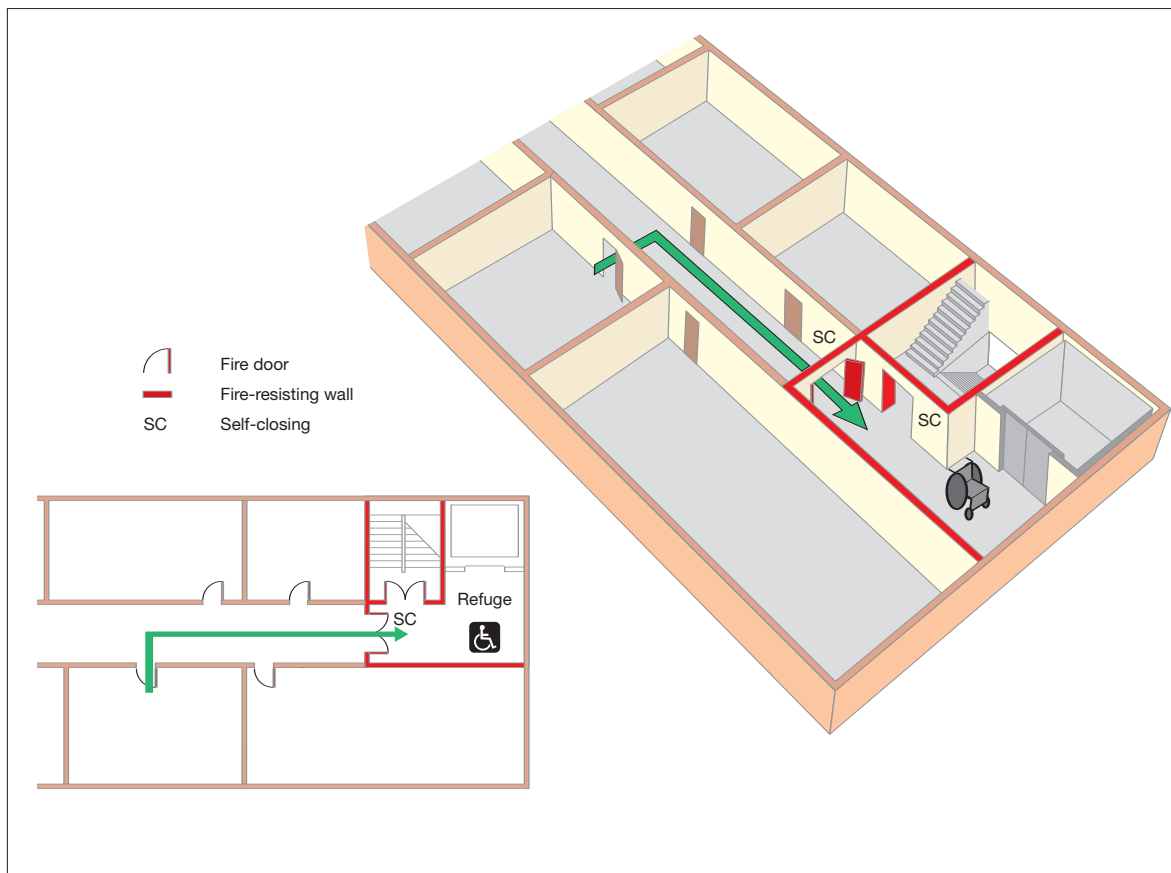 SC
SC
Fire door
Fire-resisting wall
SC
Self-closing
Refuge
SC